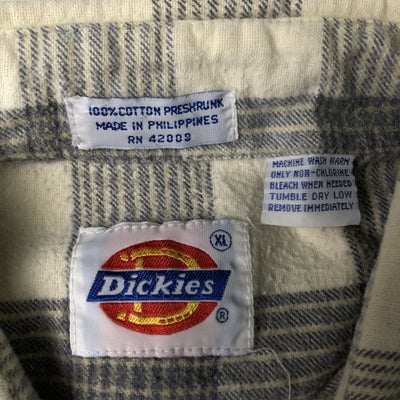 100% COTTON PRESHRUNK
MADE IN PHILIPPINES
RN 42009
MACHINE WASH WARM
ONLY NON-CHLORINE
BLEACH WHEN NEEDED
TUMBLE DRY LOW
REMOVE IMMEDIATELY
XL
Dickies
®